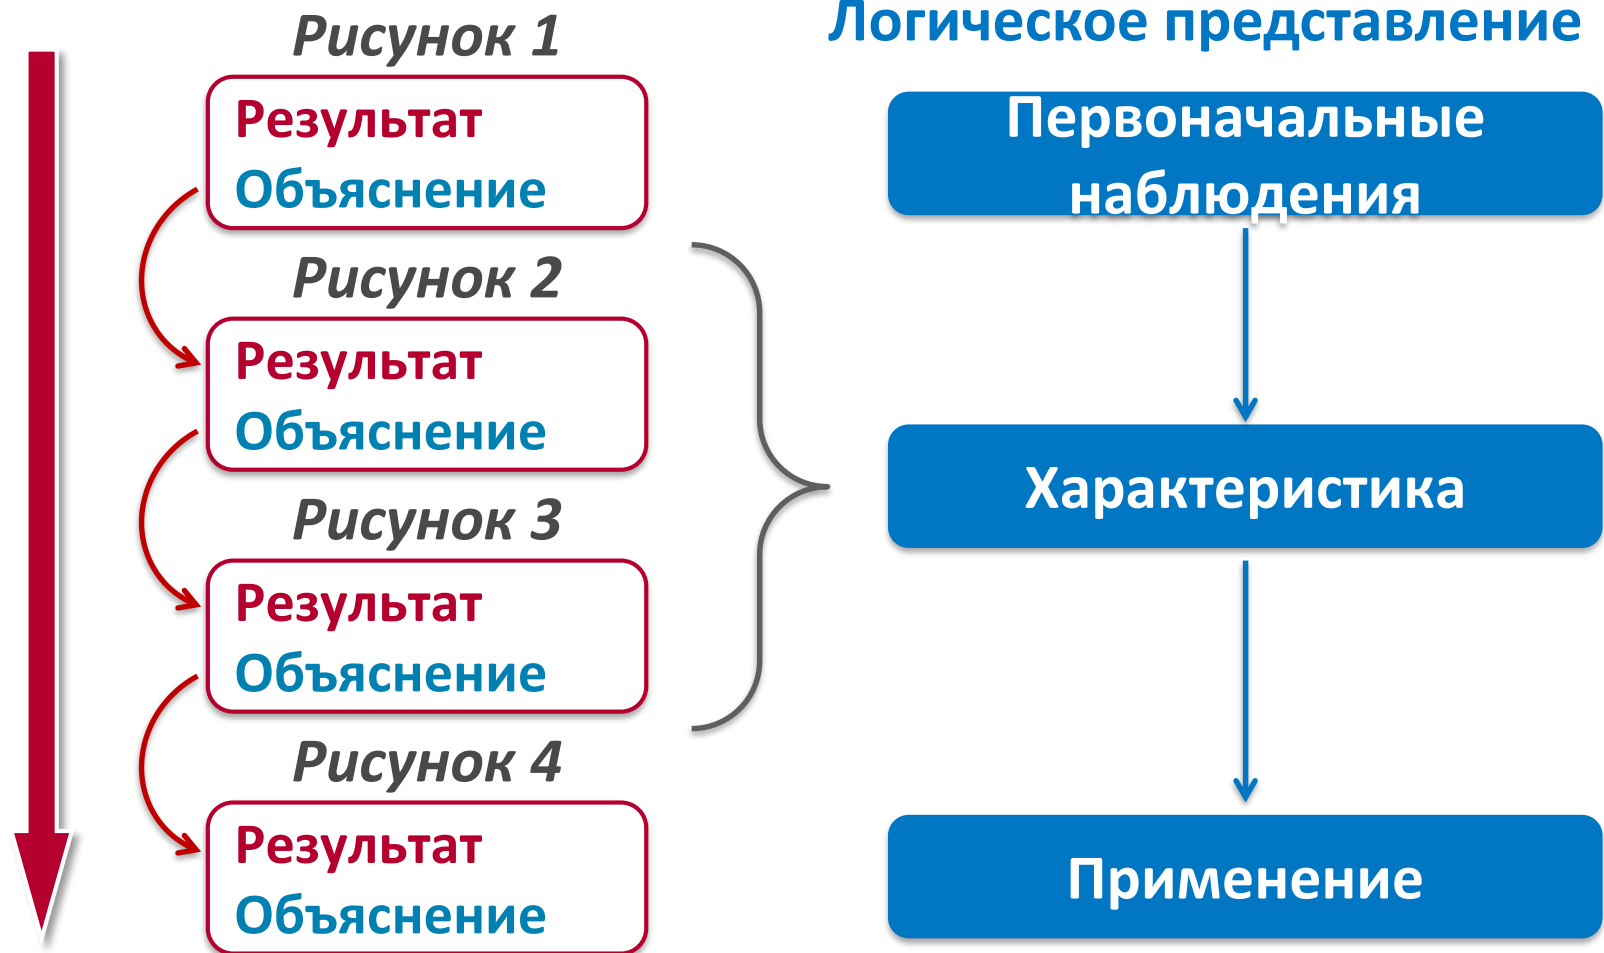 Рисунок 1
Результат
Объяснение
Рисунок 2
Результат
Объяснение
Рисунок 3
Результат
Объяснение
Рисунок 4
Результат
Объяснение
Логическое представление
Первоначальные
наблюдения
Характеристика
Применение